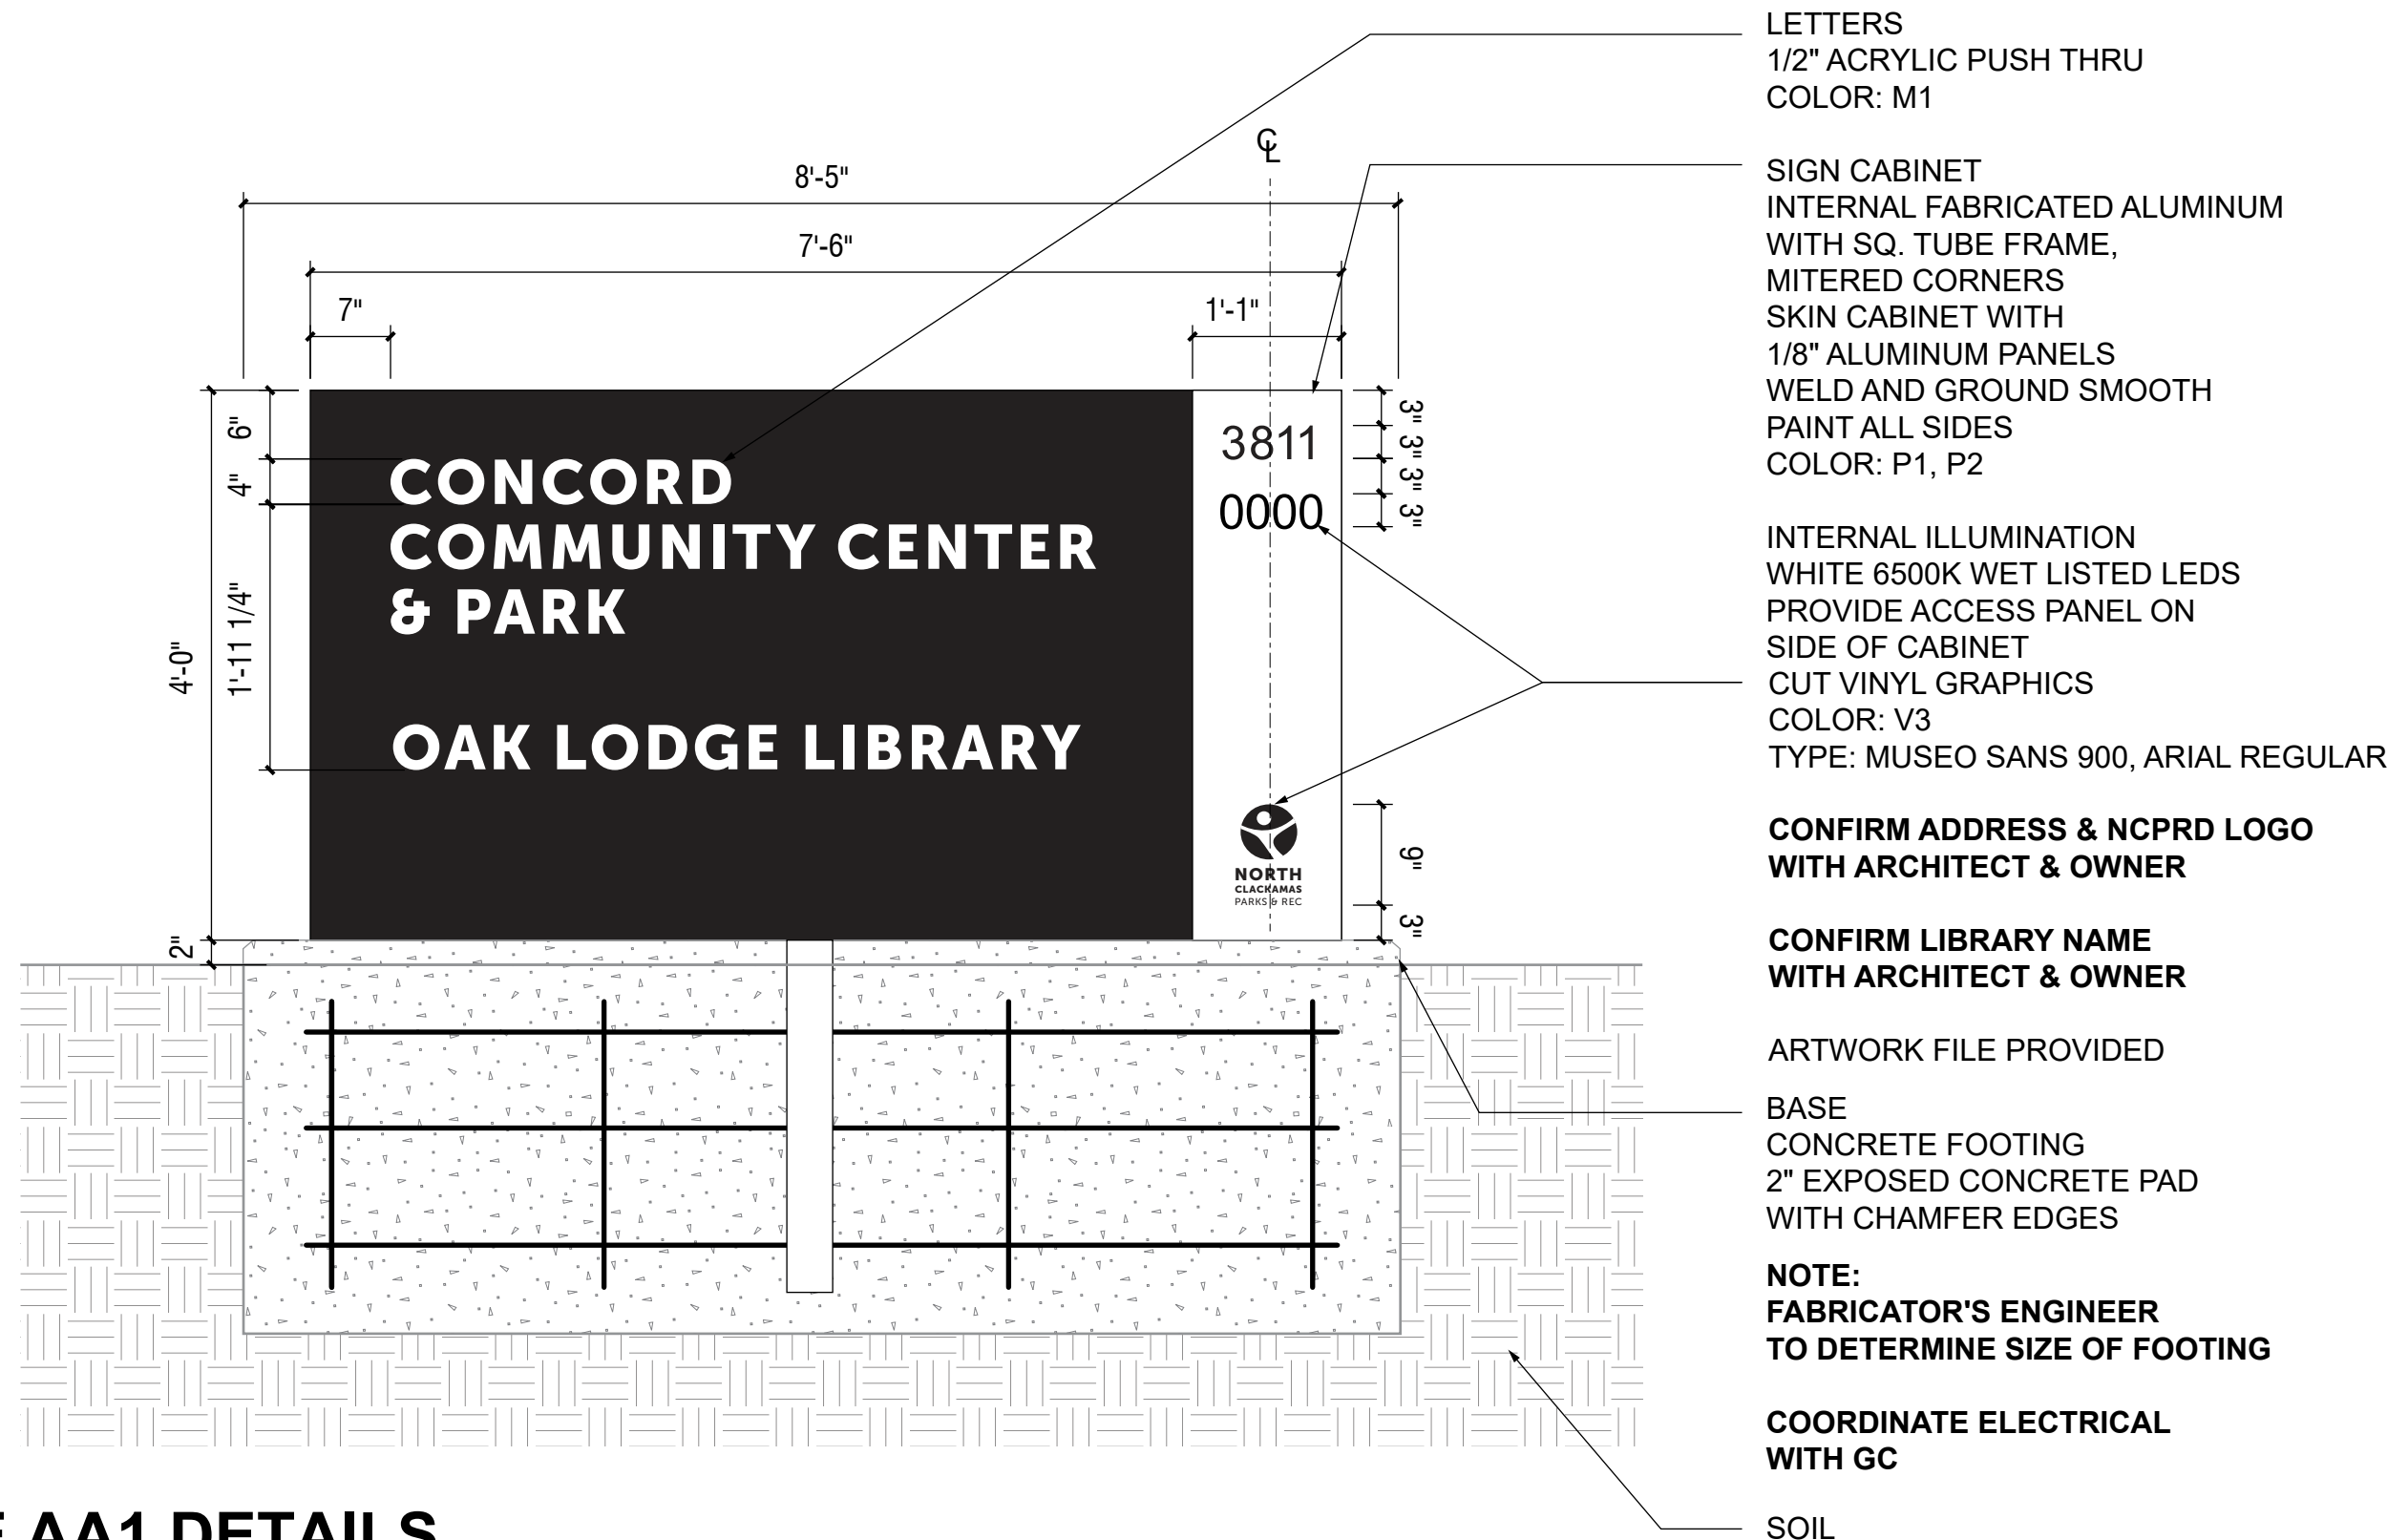 LETTERS
1/2" ACRYLIC PUSH THRU
COLOR: M1
SIGN CABINET
INTERNAL FABRICATED ALUMINUM
WITH SQ. TUBE FRAME,
MITERED CORNERS
SKIN CABINET WITH
1/8" ALUMINUM PANELS
WELD AND GROUND SMOOTH
PAINT ALL SIDES
COLOR: P1, P2
INTERNAL ILLUMINATION
WHITE 6500K WET LISTED LEDS
PROVIDE ACCESS PANEL ON
SIDE OF CABINET
CUT VINYL GRAPHICS
COLOR: V3
TYPE: MUSEO SANS 900, ARIAL REGULAR
CONFIRM ADDRESS & NCPRD LOGO
WITH ARCHITECT & OWNER
CONFIRM LIBRARY NAME
WITH ARCHITECT & OWNER
ARTWORK FILE PROVIDED
BASE
CONCRETE FOOTING
2" EXPOSED CONCRETE PAD
WITH CHAMFER EDGES
NOTE:
FABRICATOR'S ENGINEER
TO DETERMINE SIZE OF FOOTING
COORDINATE ELECTRICAL
WITH GC
SOIL
℄
8'-5"
7'-6"
7"
1'-1"
6"
4"
1'-11 1/4"
4'-0"
2"
CONCORD
COMMUNITY CENTER
& PARK
OAK LODGE LIBRARY
3811
0000
NORTH
CLACKAMAS
PARKS & REC
3"
3"
3"
3"
9"
3"
AA1 DETAILS